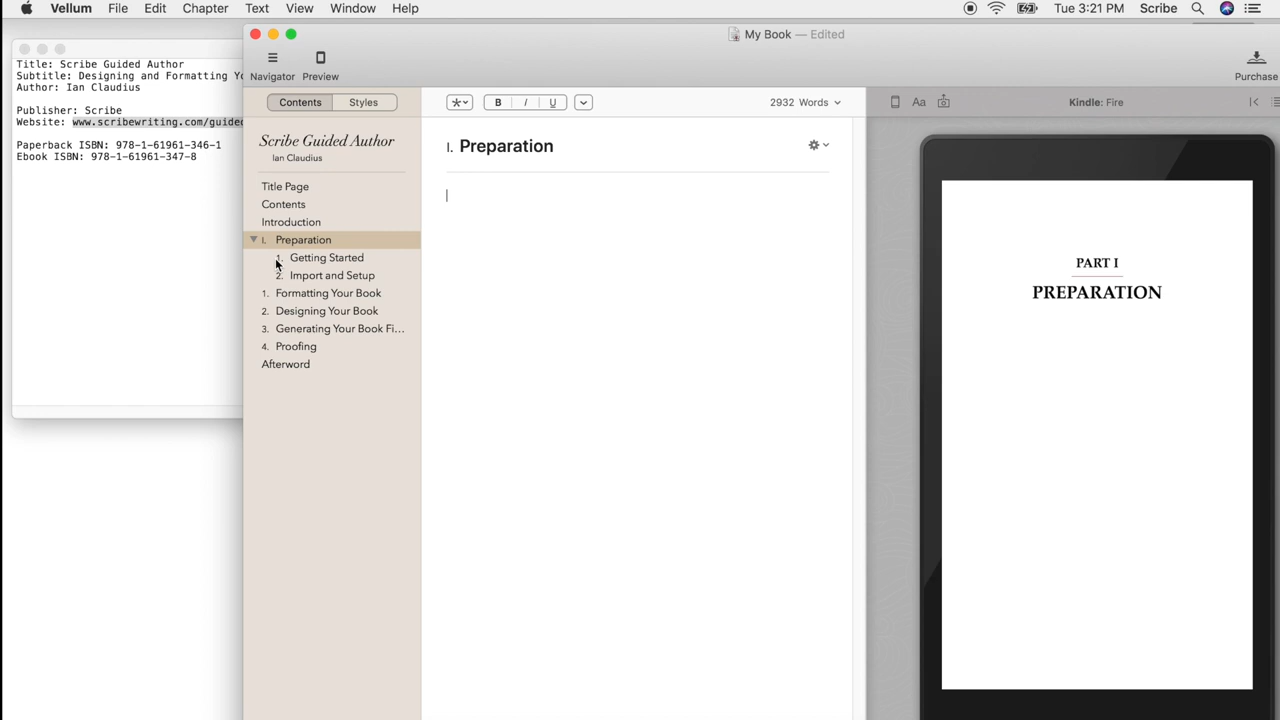 Vellum File Edit Chapter Text View Window Help Tue 3:21 PM Scribe
Title: Scribe Guided Author
Subtitle: Designing and Formatting Yo
Author: Ian Claudius
Publisher: Scribe
Website: www.scribewriting.com/guided
Paperback ISBN: 978-1-61961-346-1
Ebook ISBN: 978-1-61961-347-8
My Book — Edited
Navigator Preview Purchase
Contents Styles
B I U
2932 Words
Aa
Kindle: Fire
Scribe Guided Author
Ian Claudius
Title Page
Contents
Introduction
I. Preparation
1. Getting Started
2. Import and Setup
1. Formatting Your Book
2. Designing Your Book
3. Generating Your Book Fi...
4. Proofing
Afterword
I. Preparation
PART I
PREPARATION